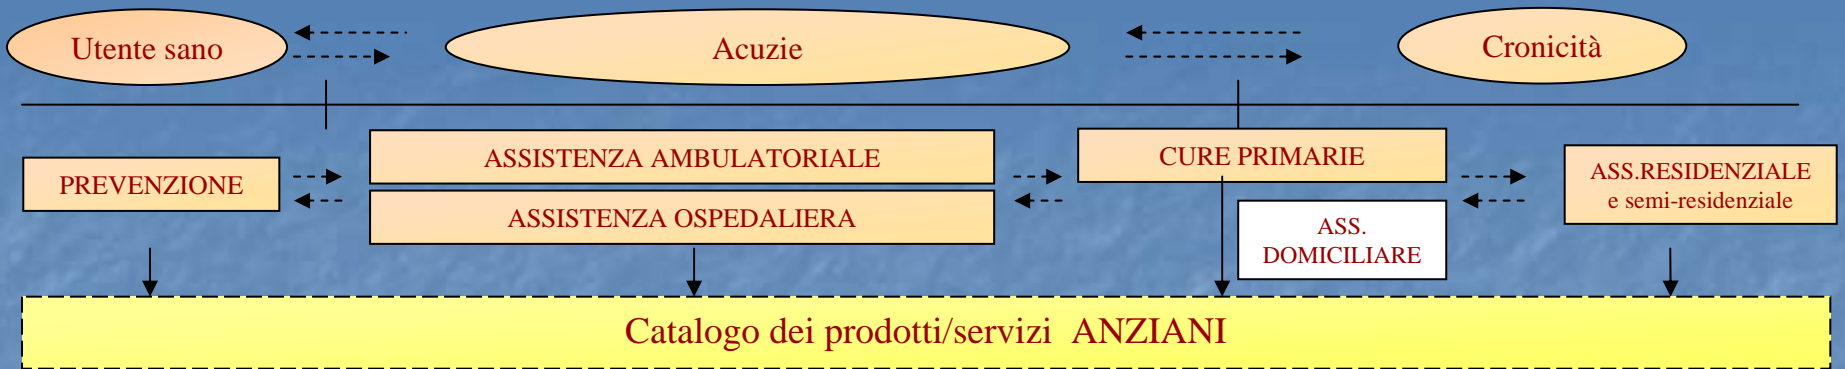 Utente sano
Acuzie
Cronicità
PREVENZIONE
ASSISTENZA AMBULATORIALE
ASSISTENZA OSPEDALIERA
CURE PRIMARIE
ASS.
DOMICILIARE
ASS.RESIDENZIALE
e semi-residenziale
Catalogo dei prodotti/servizi ANZIANI